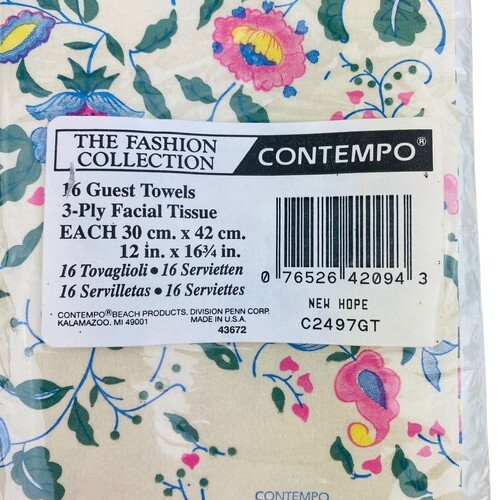 THE FASHION
COLLECTION
CONTEMPO®
16 Guest Towels
3-Ply Facial Tissue
EACH 30 cm. x 42 cm.
12 in. x 16¾ in.
16 Tovaglioli • 16 Servietten
16 Servilletas • 16 Serviettes
CONTEMPO®BEACH PRODUCTS, DIVISION PENN CORP.
KALAMAZOO, MI 49001 MADE IN U.S.A.
43672
0 76526 42094 3
NEW HOPE
C2497GT
CONTEMPO